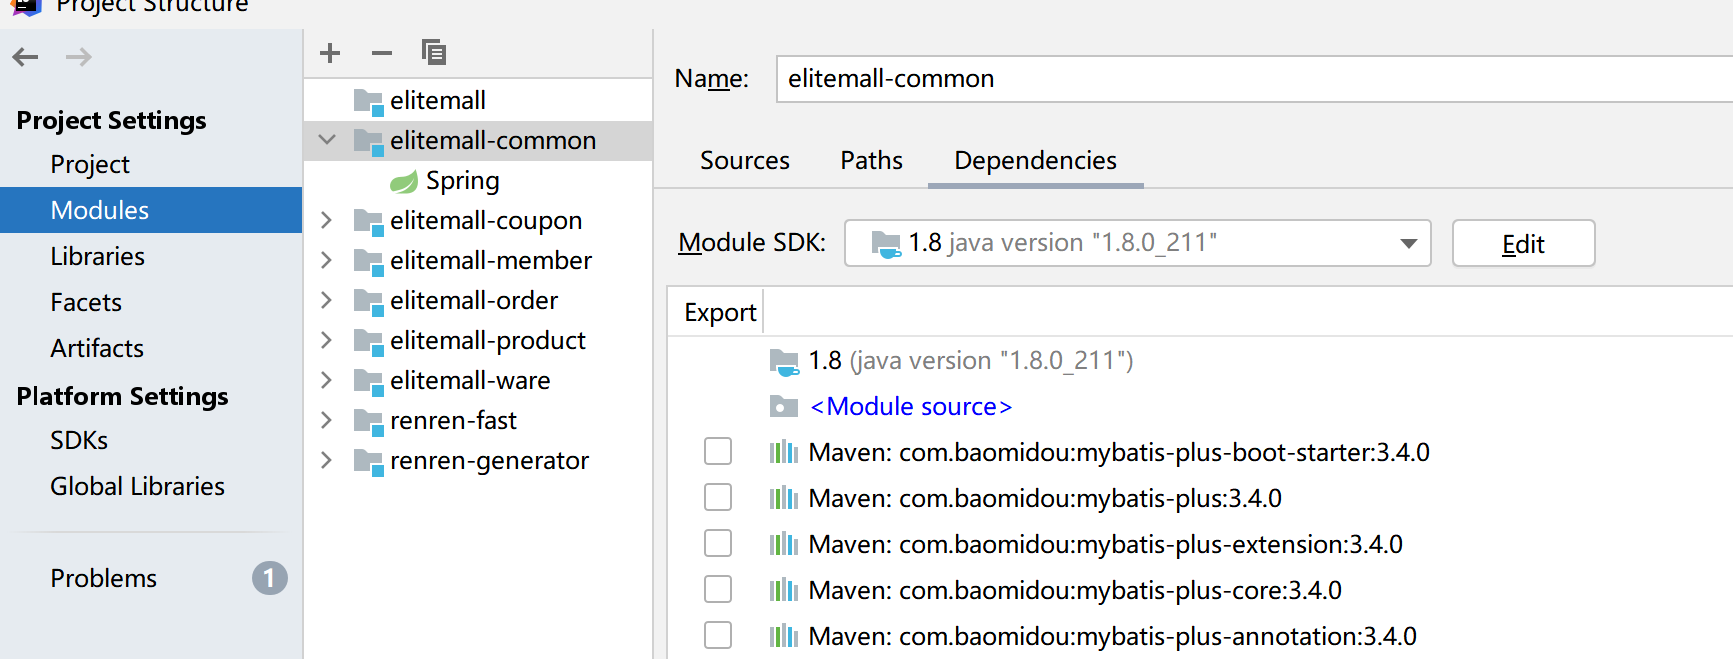 Project Structure
Project Settings
Project
Modules
Libraries
Facets
Artifacts
Platform Settings
SDKs
Global Libraries
Problems
1
elitemall
elitemall-common
Spring
elitemall-coupon
elitemall-member
elitemall-order
elitemall-product
elitemall-ware
renren-fast
renren-generator
Name: elitemall-common
Sources Paths Dependencies
Module SDK: 1.8 java version "1.8.0_211" Edit
Export
1.8 (java version "1.8.0_211")
<Module source>
Maven: com.baomidou:mybatis-plus-boot-starter:3.4.0
Maven: com.baomidou:mybatis-plus:3.4.0
Maven: com.baomidou:mybatis-plus-extension:3.4.0
Maven: com.baomidou:mybatis-plus-core:3.4.0
Maven: com.baomidou:mybatis-plus-annotation:3.4.0